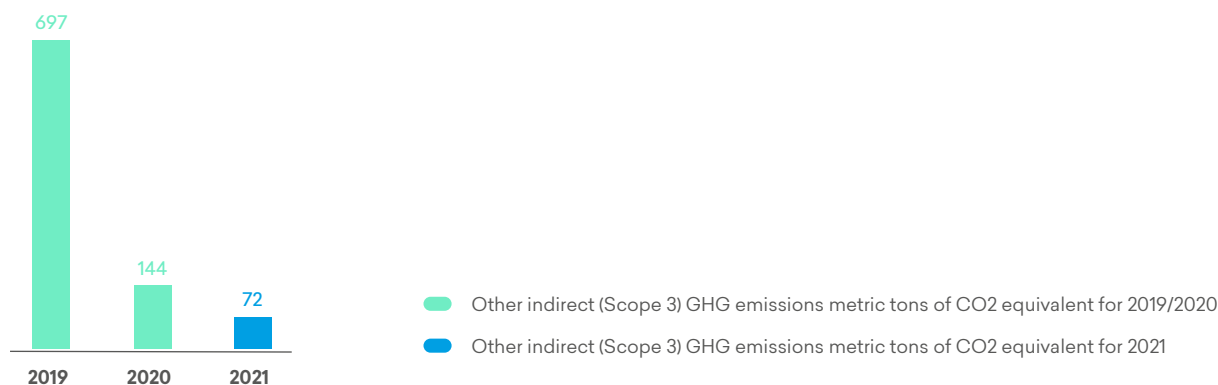 697
144
72
2019 2020 2021
Other indirect (Scope 3) GHG emissions metric tons of CO2 equivalent for 2019/2020
Other indirect (Scope 3) GHG emissions metric tons of CO2 equivalent for 2021